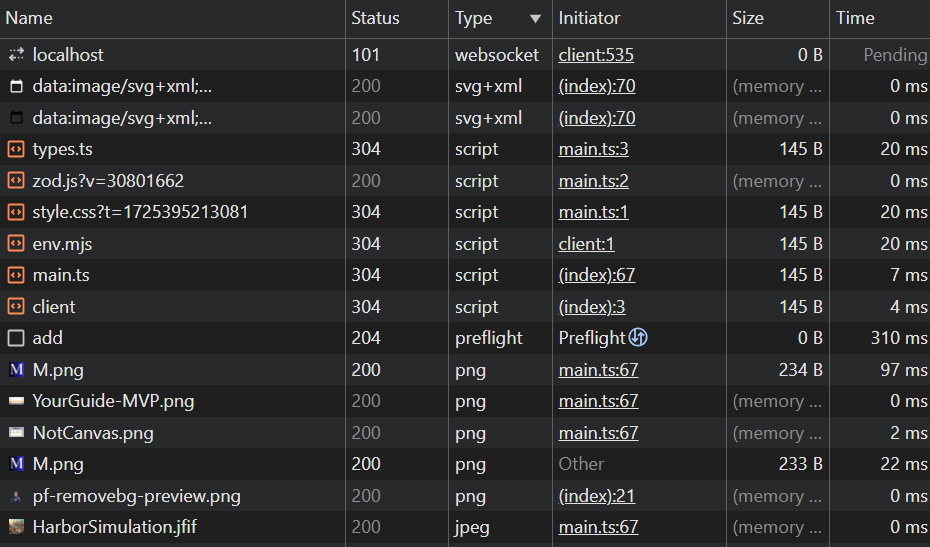 Name Status Type ▼ Initiator Size Time
localhost 101 websocket client:535 0 B Pending
data:image/svg+xml;... 200 svg+xml (index):70 (memory ... 0 ms
data:image/svg+xml;... 200 svg+xml (index):70 (memory ... 0 ms
types.ts 304 script main.ts:3 145 B 20 ms
zod.js?v=30801662 200 script main.ts:2 (memory ... 0 ms
style.css?t=1725395213081 304 script main.ts:1 145 B 20 ms
env.mjs 304 script client:1 145 B 20 ms
main.ts 304 script (index):67 145 B 7 ms
client 304 script (index):3 145 B 4 ms
add 204 preflight Preflight 0 B 310 ms
M M.png 200 png main.ts:67 234 B 97 ms
YourGuide-MVP.png 200 png main.ts:67 (memory ... 0 ms
NotCanvas.png 200 png main.ts:67 (memory ... 2 ms
M M.png 200 png Other 233 B 22 ms
pf-removebg-preview.png 200 png (index):21 (memory ... 0 ms
HarborSimulation.jfif 200 jpeg main.ts:67 (memory ... 0 ms